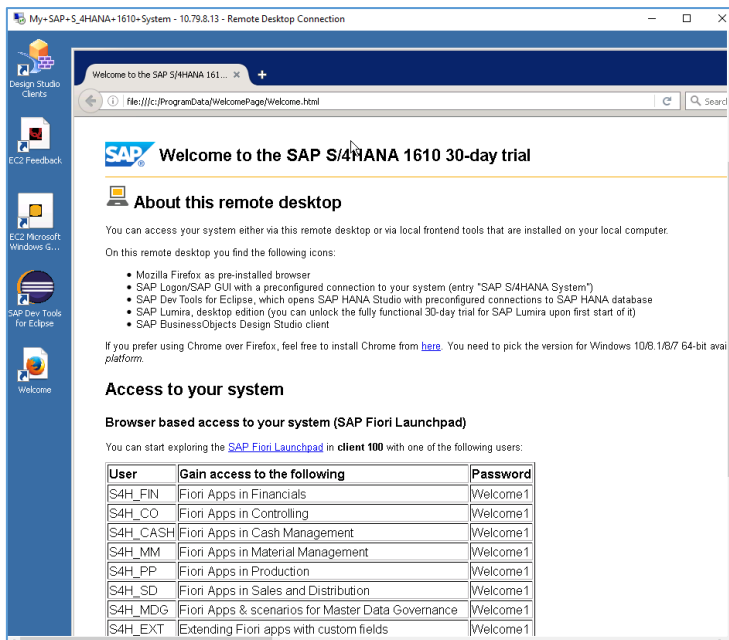 My+SAP+S_4HANA+1610+System - 10.79.8.13 - Remote Desktop Connection
Design Studio
Clients
EC2 Feedback
EC2 Microsoft
Windows G...
SAP Dev Tools
for Eclipse
Welcome
Welcome to the SAP S/4HANA 161...
file:///c:/ProgramData/WelcomePage/Welcome.html
Search
SAP Welcome to the SAP S/4HANA 1610 30-day trial
About this remote desktop
You can access your system either via this remote desktop or via local frontend tools that are installed on your local computer.
On this remote desktop you find the following icons:
• Mozilla Firefox as pre-installed browser
• SAP Logon/SAP GUI with a preconfigured connection to your system (entry "SAP S/4HANA System")
• SAP Dev Tools for Eclipse, which opens SAP HANA Studio with preconfigured connections to SAP HANA database
• SAP Lumira, desktop edition (you can unlock the fully functional 30-day trial for SAP Lumira upon first start of it)
• SAP BusinessObjects Design Studio client
If you prefer using Chrome over Firefox, feel free to install Chrome from here. You need to pick the version for Windows 10/8.1/8/7 64-bit avai
platform.
Access to your system
Browser based access to your system (SAP Fiori Launchpad)
You can start exploring the SAP Fiori Launchpad in client 100 with one of the following users:
User Gain access to the following Password
S4H_FIN Fiori Apps in Financials Welcome1
S4H_CO Fiori Apps in Controlling Welcome1
S4H_CASH Fiori Apps in Cash Management Welcome1
S4H_MM Fiori Apps in Material Management Welcome1
S4H_PP Fiori Apps in Production Welcome1
S4H_SD Fiori Apps in Sales and Distribution Welcome1
S4H_MDG Fiori Apps & scenarios for Master Data Governance Welcome1
S4H_EXT Extending Fiori apps with custom fields Welcome1